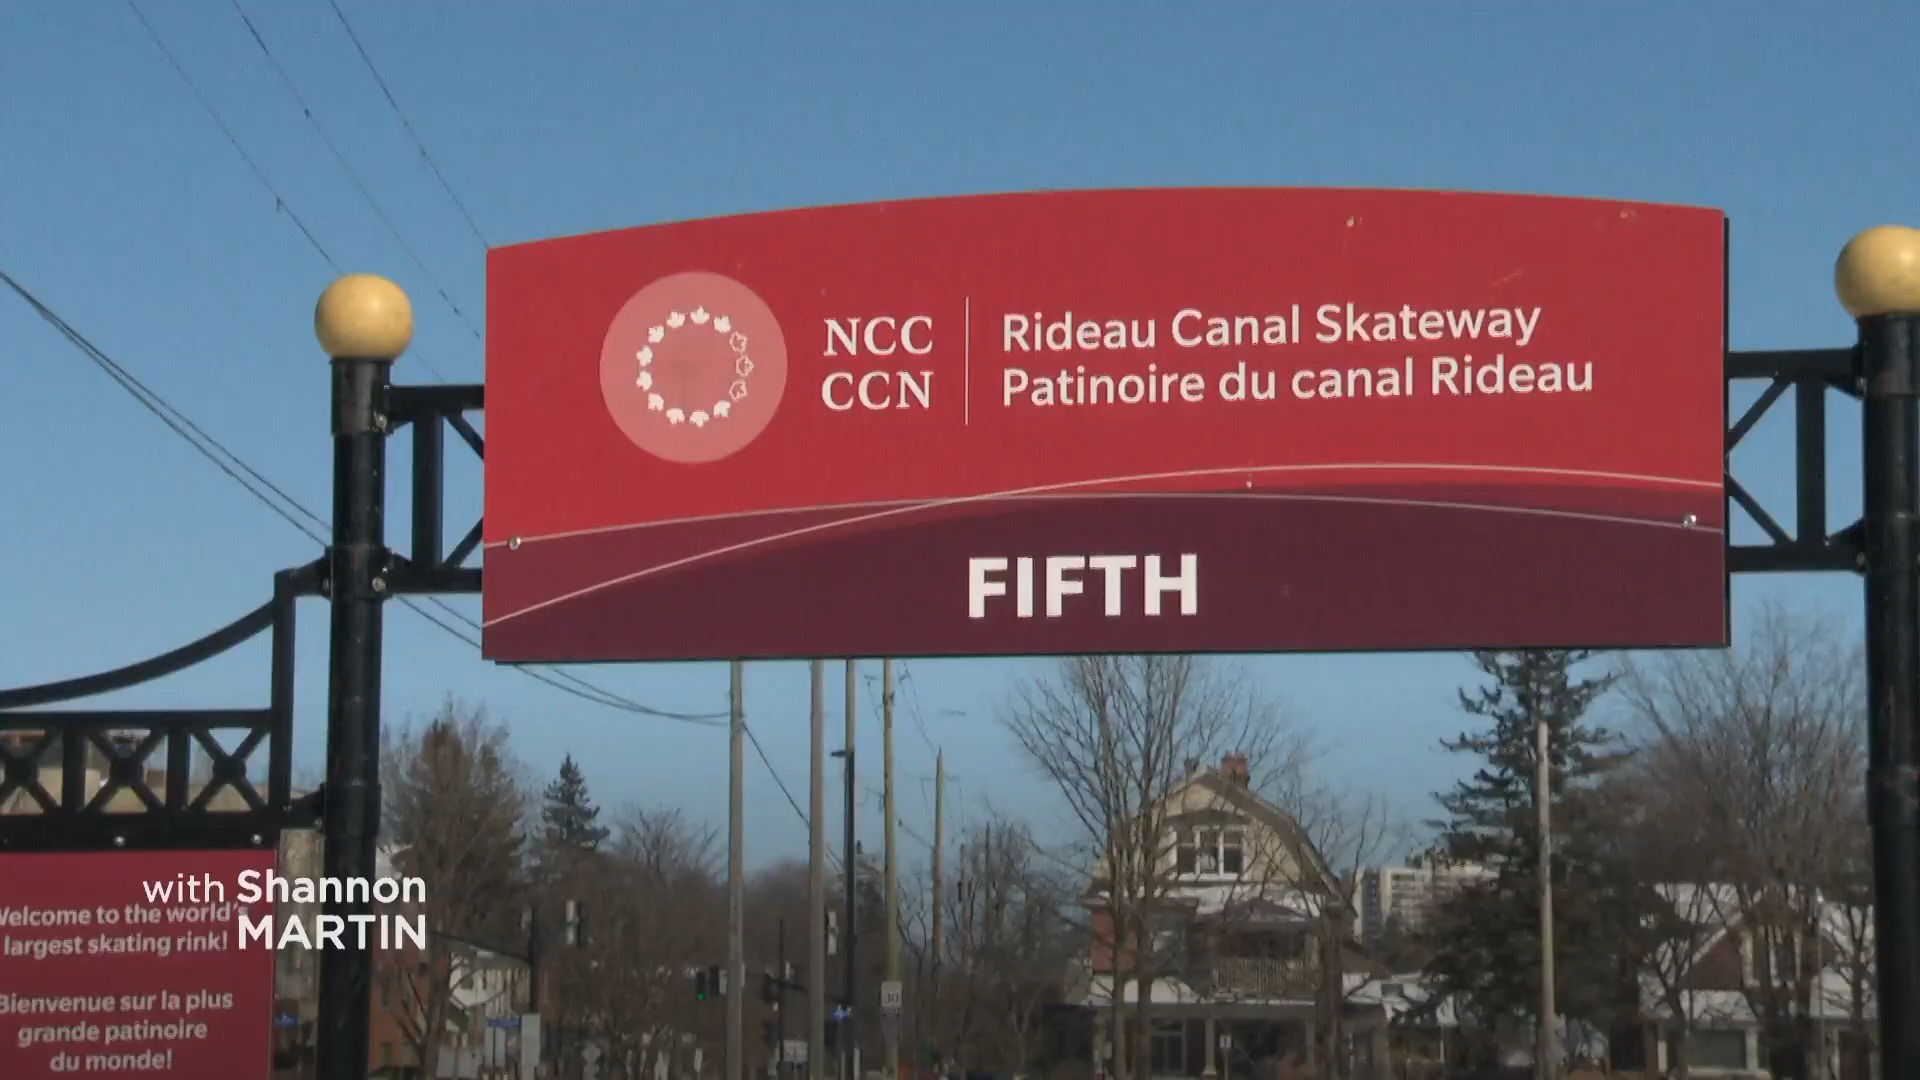 NCC
CCN
Rideau Canal Skateway
Patinoire du canal Rideau
FIFTH
with Shannon
MARTIN
Welcome to the world's
largest skating rink!
Bienvenue sur la plus
grande patinoire
du monde!
30